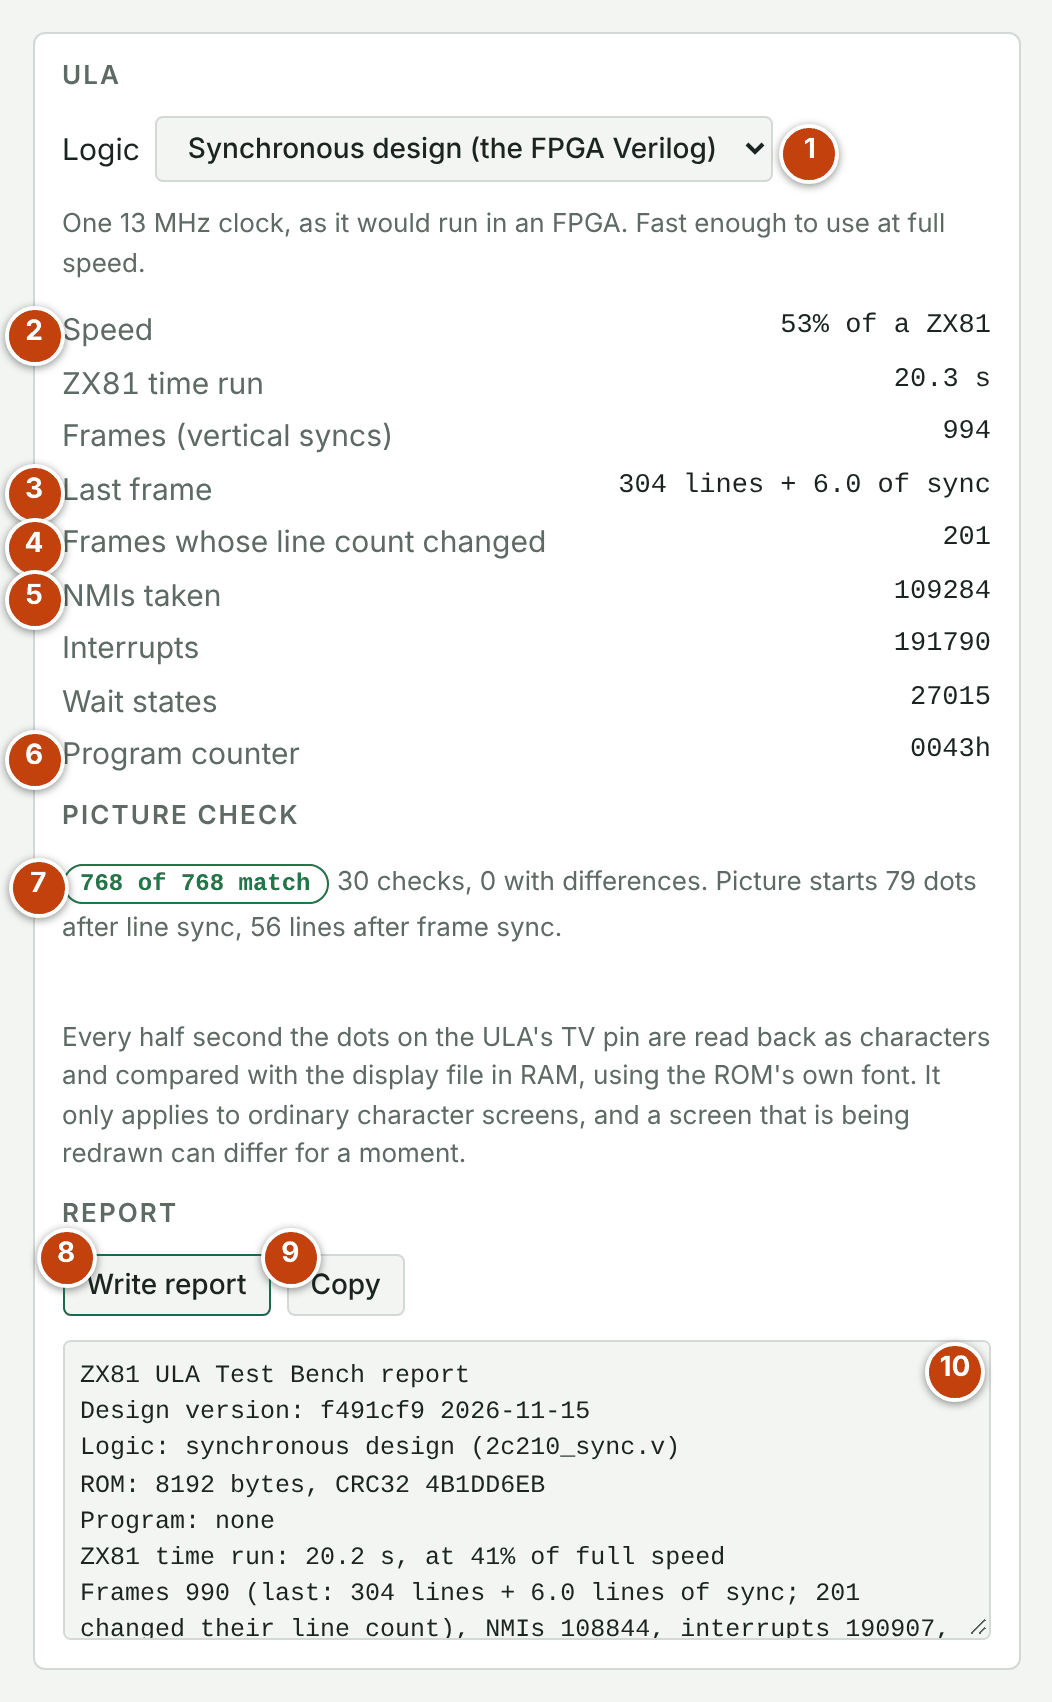 ULA
Logic Synchronous design (the FPGA Verilog) 1
One 13 MHz clock, as it would run in an FPGA. Fast enough to use at full
speed.
2 Speed 53% of a ZX81
ZX81 time run 20.3 s
Frames (vertical syncs) 994
3 Last frame 304 lines + 6.0 of sync
4 Frames whose line count changed 201
5 NMIs taken 109284
Interrupts 191790
Wait states 27015
6 Program counter 0043h
PICTURE CHECK
7 768 of 768 match 30 checks, 0 with differences. Picture starts 79 dots
after line sync, 56 lines after frame sync.
Every half second the dots on the ULA's TV pin are read back as characters
and compared with the display file in RAM, using the ROM's own font. It
only applies to ordinary character screens, and a screen that is being
redrawn can differ for a moment.
REPORT
8 Write report 9 Copy
10
ZX81 ULA Test Bench report
Design version: f491cf9 2026-11-15
Logic: synchronous design (2c210_sync.v)
ROM: 8192 bytes, CRC32 4B1DD6EB
Program: none
ZX81 time run: 20.2 s, at 41% of full speed
Frames 990 (last: 304 lines + 6.0 lines of sync; 201
changed their line count), NMIs 108844, interrupts 190907,